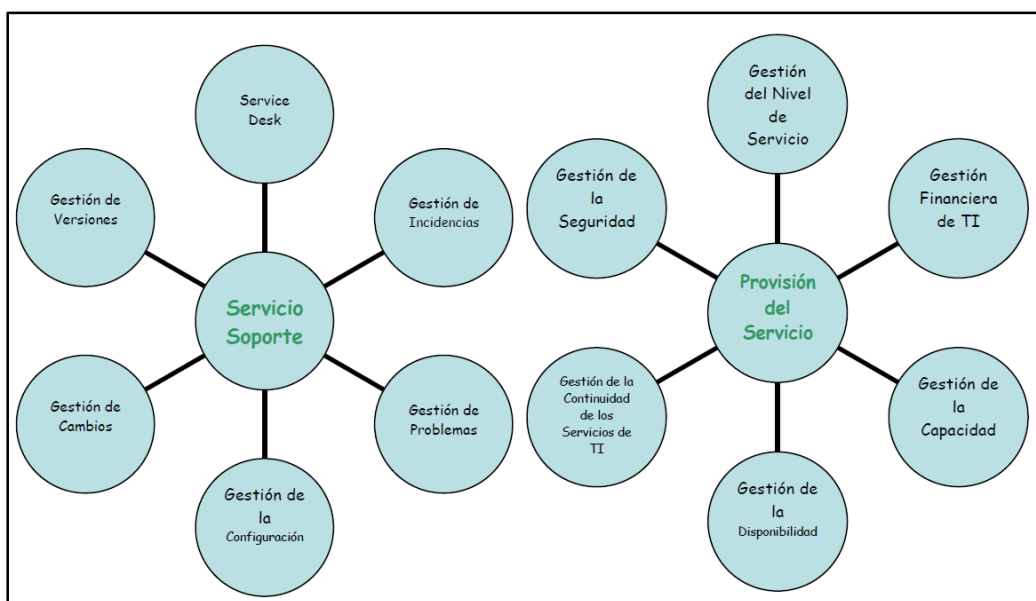 Service
Desk
Gestión de
Versiones
Gestión de
Incidencias
Servicio
Soporte
Gestión de
Cambios
Gestión de
Problemas
Gestión de
la
Configuración
Gestión
del Nivel
de
Servicio
Gestión de
la
Seguridad
Gestión
Financiera
de TI
Provisión
del
Servicio
Gestión de la
Continuidad
de los
Servicios de
TI
Gestión de
la
Capacidad
Gestión de
la
Disponibilidad